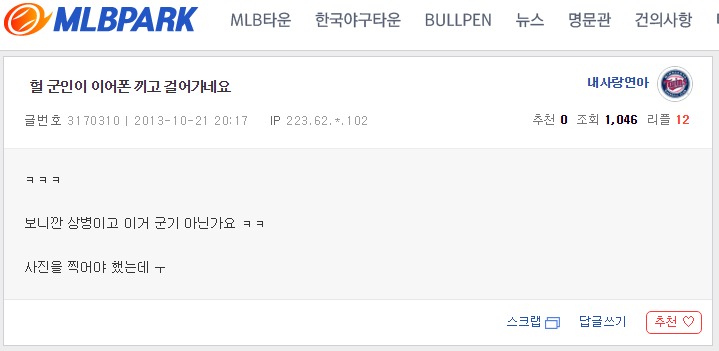 MLBPARK MLB타운 한국야구타운 BULLPEN 뉴스 명문관 건의사항
헐 군인이 이어폰 끼고 걸어가네요 내사랑연아 Twins
글번호 3170310 | 2013-10-21 20:17 IP 223.62.*.102 추천 0 조회 1,046 리플 12
ㅋㅋㅋ
보니깐 상병이고 이거 군기 아닌가요 ㅋㅋ
사진을 찍어야 했는데 ㅜ
스크랩 답글쓰기 추천 ♡